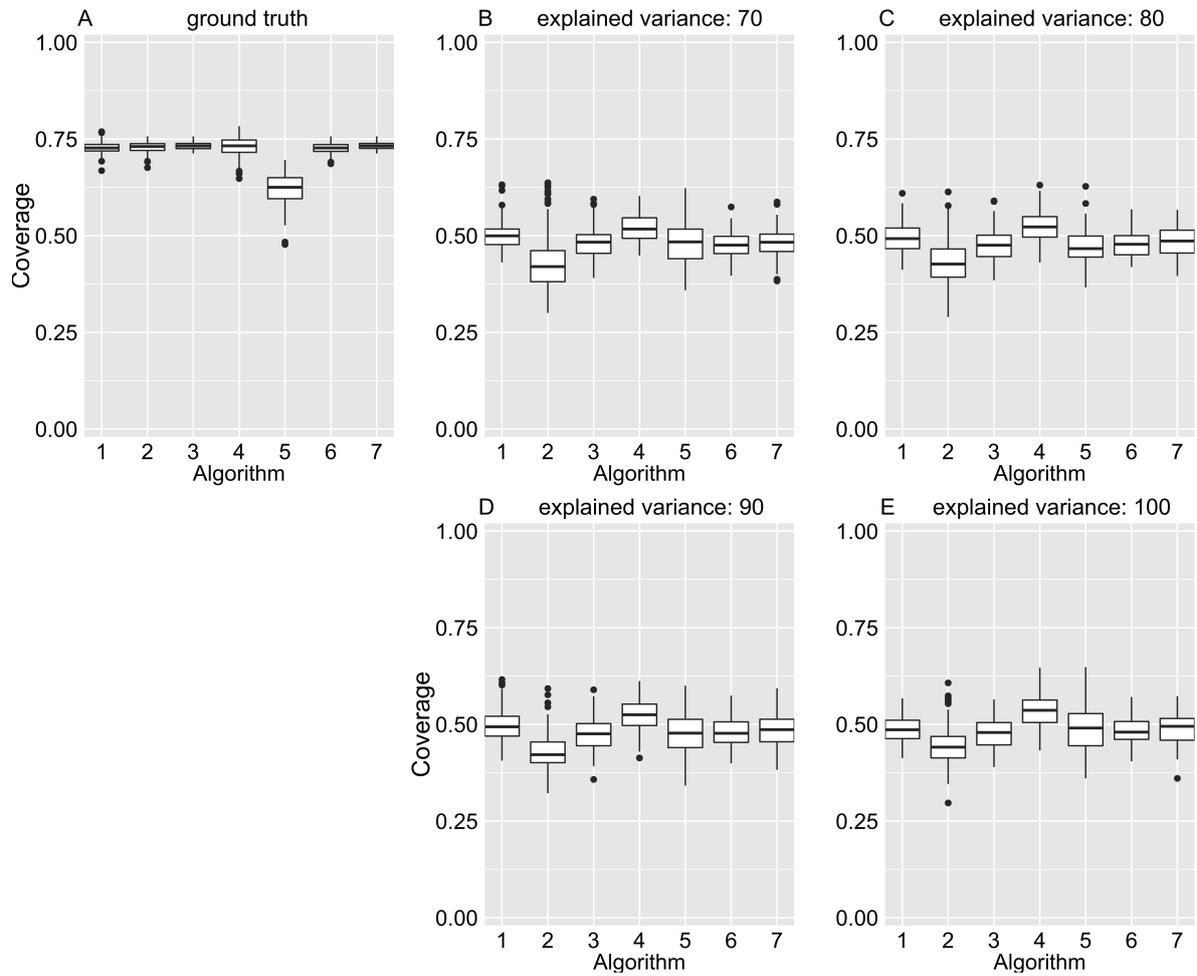 A ground truth
Coverage
1.00
0.75
0.50
0.25
0.00
1 2 3 4 5 6 7
Algorithm
B explained variance: 70
1.00
0.75
0.50
0.25
0.00
1 2 3 4 5 6 7
Algorithm
C explained variance: 80
1.00
0.75
0.50
0.25
0.00
1 2 3 4 5 6 7
Algorithm
D explained variance: 90
Coverage
1.00
0.75
0.50
0.25
0.00
1 2 3 4 5 6 7
Algorithm
E explained variance: 100
1.00
0.75
0.50
0.25
0.00
1 2 3 4 5 6 7
Algorithm